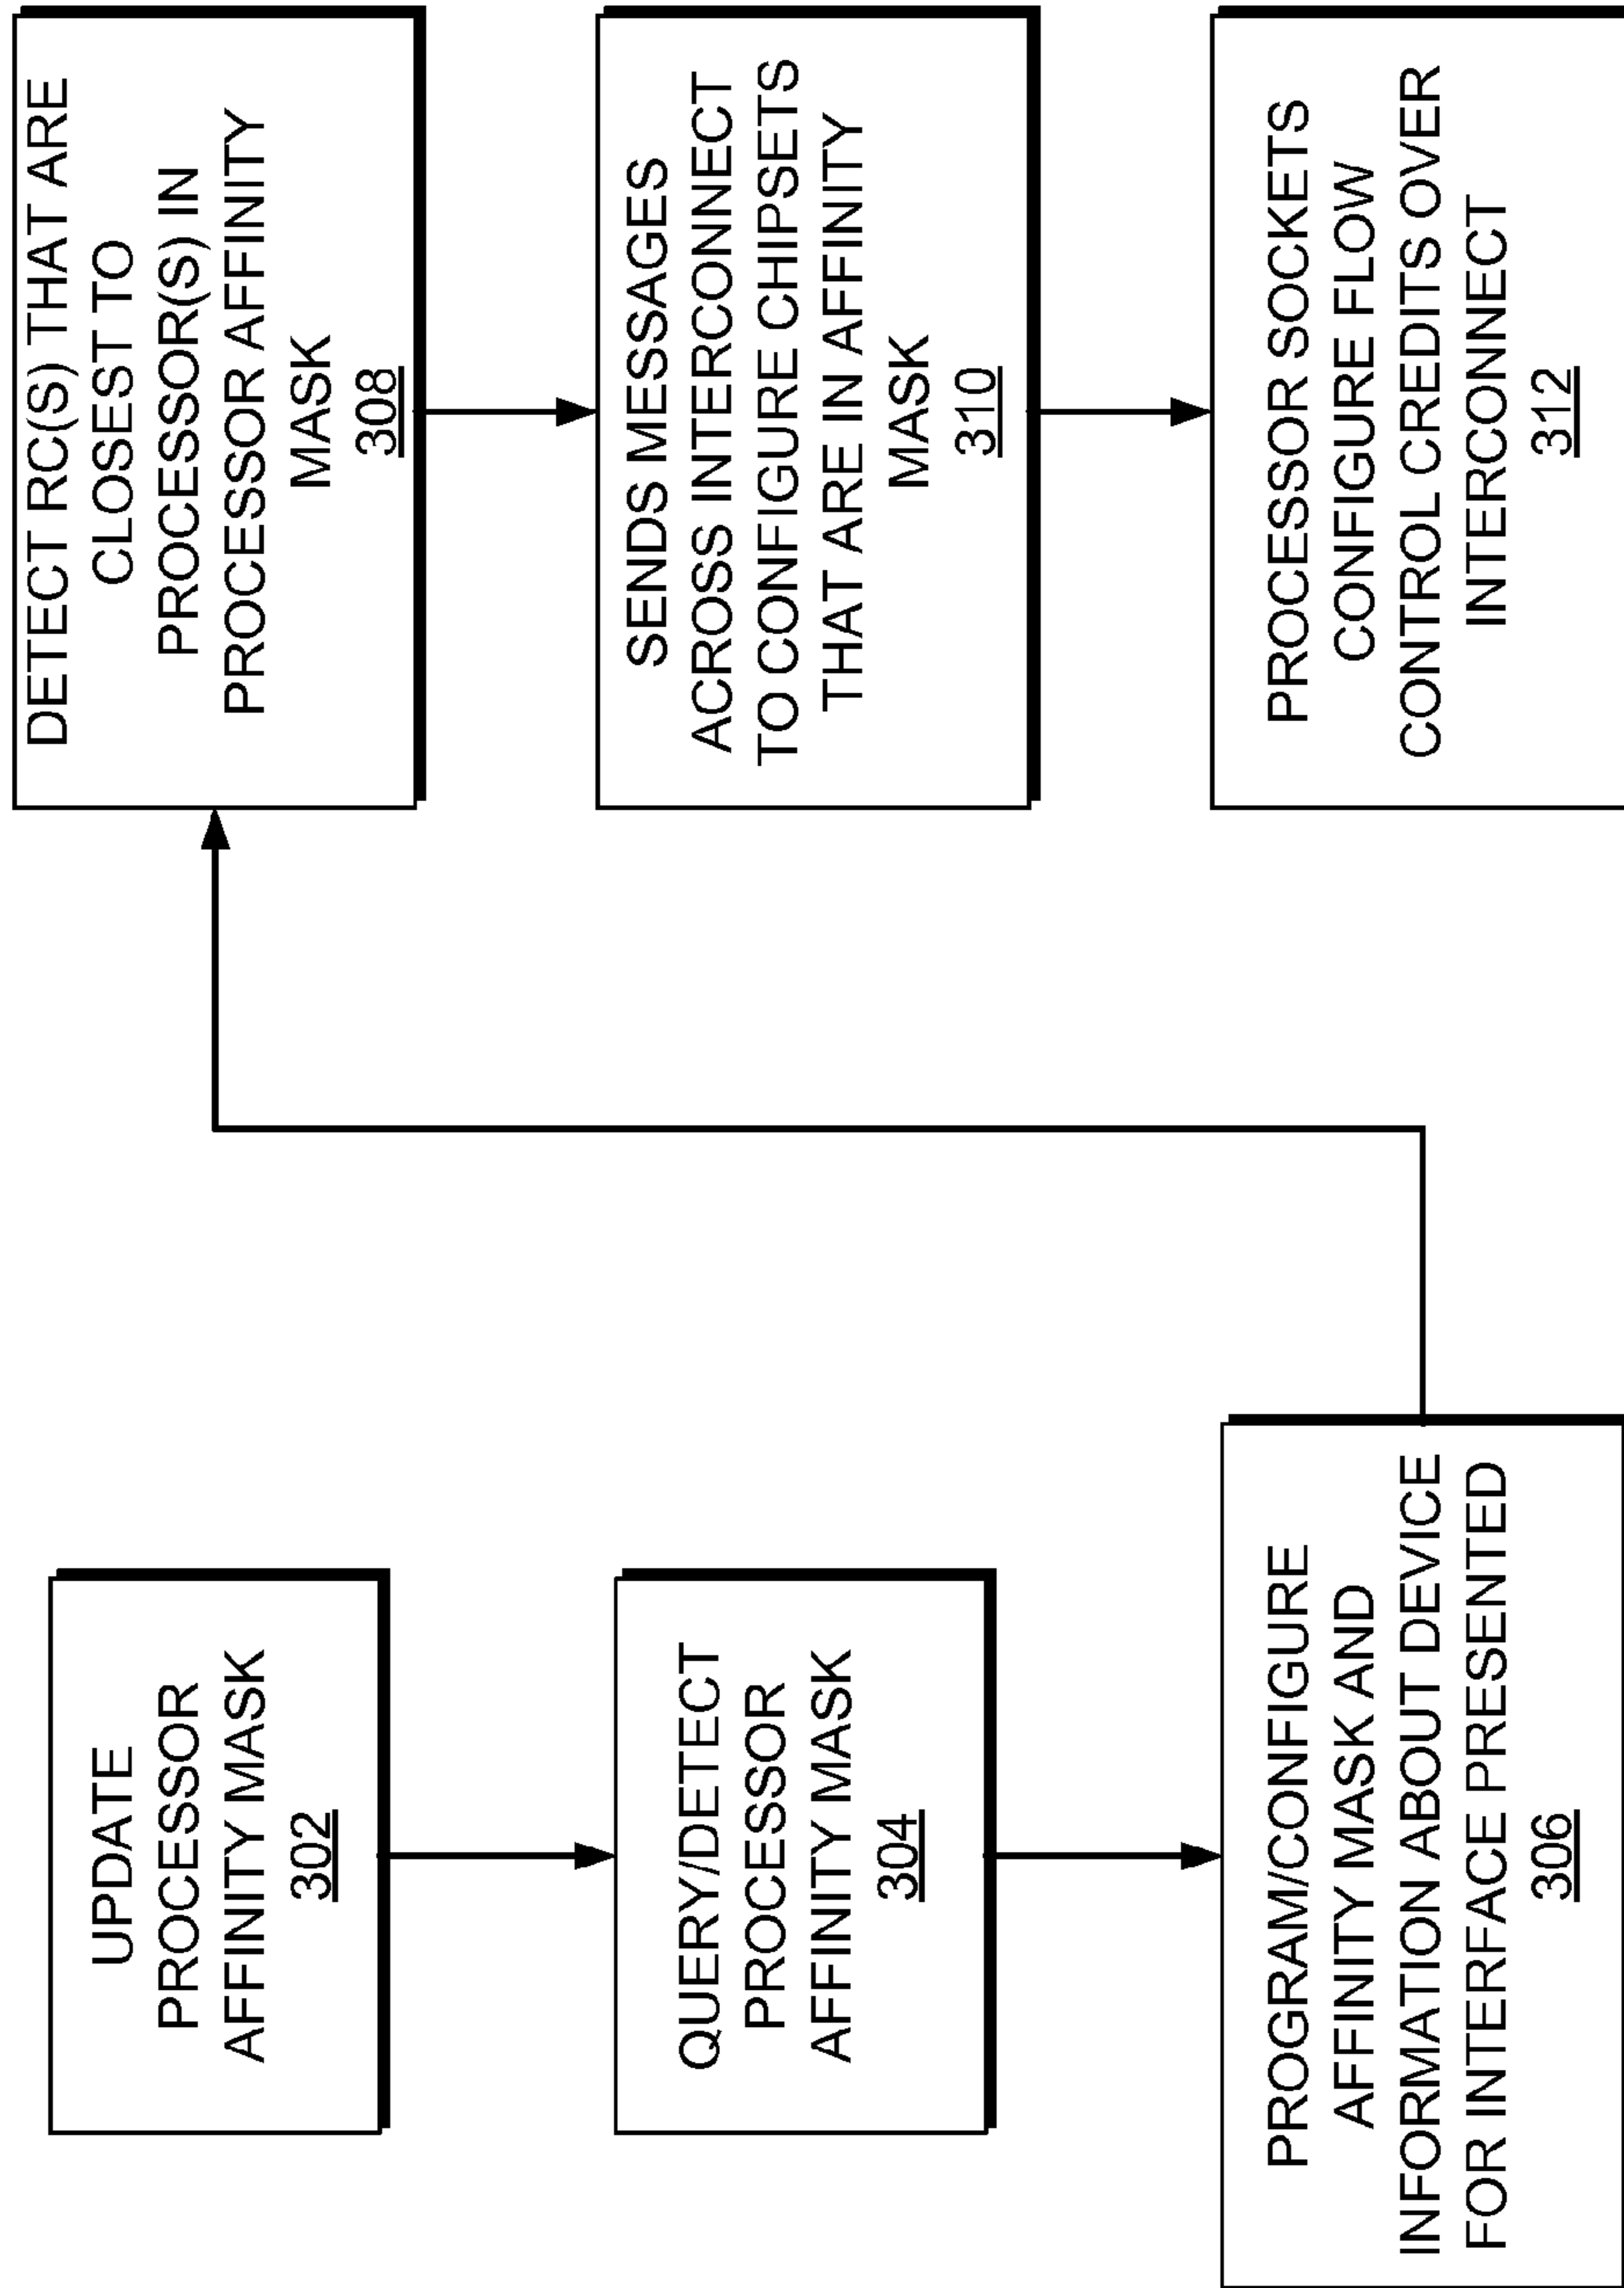 UPDATE
PROCESSOR
AFFINITY MASK
302
QUERY/DETECT
PROCESSOR
AFFINITY MASK
304
PROGRAM/CONFIGURE
AFFINITY MASK AND
INFORMATION ABOUT DEVICE
FOR INTERFACE PRESENTED
306
DETECT RC(S) THAT ARE
CLOSEST TO
PROCESSOR(S) IN
PROCESSOR AFFINITY
MASK
308
SENDS MESSAGES
ACROSS INTERCONNECT
TO CONFIGURE CHIPSETS
THAT ARE IN AFFINITY
MASK
310
PROCESSOR SOCKETS
CONFIGURE FLOW
CONTROL CREDITS OVER
INTERCONNECT
312